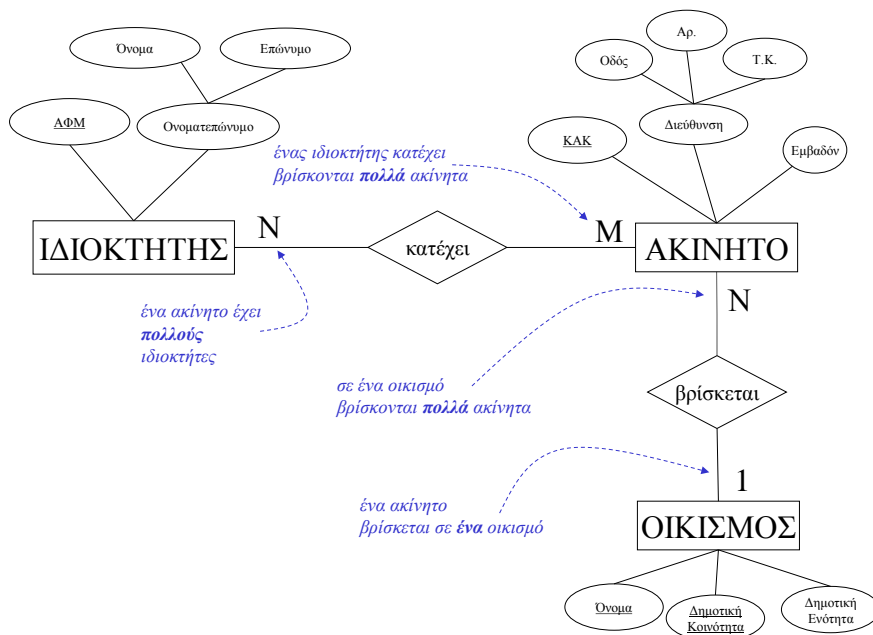 Όνομα
Επώνυμο
ΑΦΜ
Ονοματεπώνυμο
Αρ.
Οδός
Τ.Κ.
Διεύθυνση
ΚΑΚ
Εμβαδόν
ένας ιδιοκτήτης κατέχει
βρίσκονται πολλά ακίνητα
ΙΔΙΟΚΤΗΤΗΣ
N
κατέχει
M
ΑΚΙΝΗΤΟ
ένα ακίνητο έχει
πολλούς
ιδιοκτήτες
N
σε ένα οικισμό
βρίσκονται πολλά ακίνητα
βρίσκεται
ένα ακίνητο
βρίσκεται σε ένα οικισμό
1
ΟΙΚΙΣΜΟΣ
Όνομα
Δημοτική
Κοινότητα
Δημοτική
Ενότητα